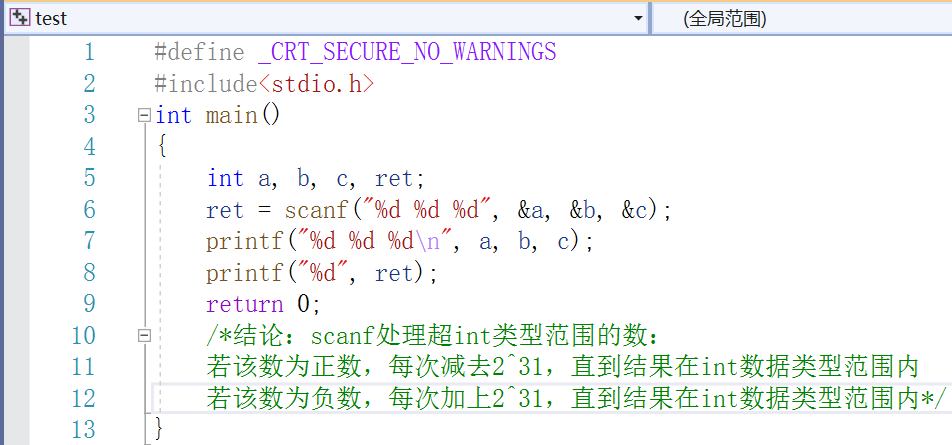 test (全局范围)
1 #define _CRT_SECURE_NO_WARNINGS
2 #include<stdio.h>
3 int main()
4 {
5 int a, b, c, ret;
6 ret = scanf("%d %d %d", &a, &b, &c);
7 printf("%d %d %d\n", a, b, c);
8 printf("%d", ret);
9 return 0;
10 /*结论：scanf处理超int类型范围的数：
11 若该数为正数，每次减去2^31，直到结果在int数据类型范围内
12 若该数为负数，每次加上2^31，直到结果在int数据类型范围内*/
13 }